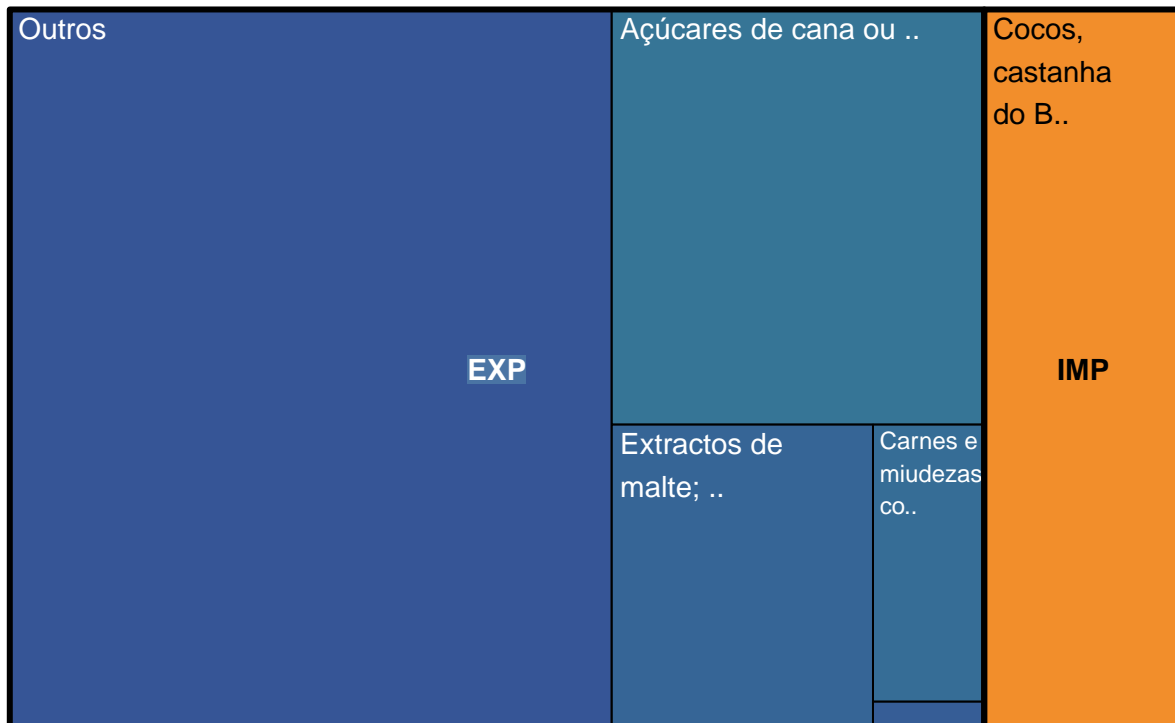 Outros
Açúcares de cana ou ..
Cocos,
castanha
do B..
EXP
IMP
Extractos de
malte; ..
Carnes e
miudezas
co..